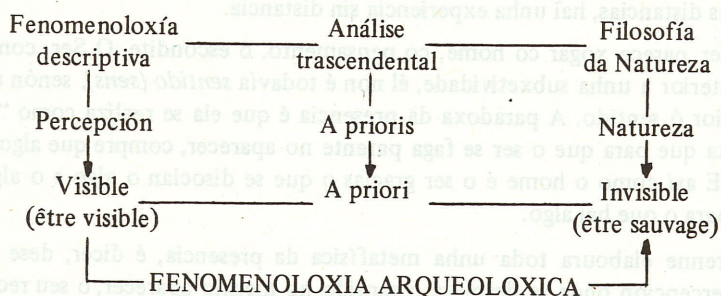 Fenomenoloxía Análise Filosofía
descriptiva trascendental da Natureza
Percepción A prioris Natureza
Visible A priori Invisible
(être visible) (être sauvage)
FENOMENOLOXIA ARQUEOLOXICA